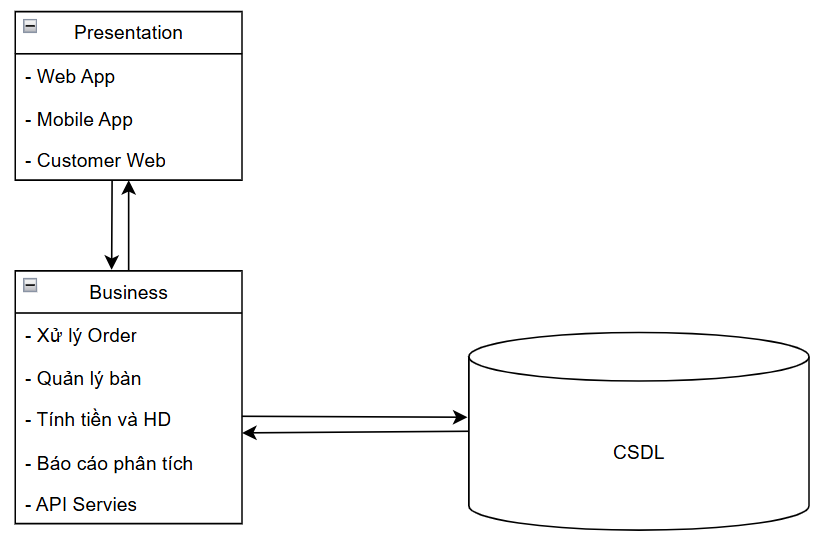 Presentation
- Web App
- Mobile App
- Customer Web
Business
- Xử lý Order
- Quản lý bàn
- Tính tiền và HD
- Báo cáo phân tích
- API Servies
CSDL